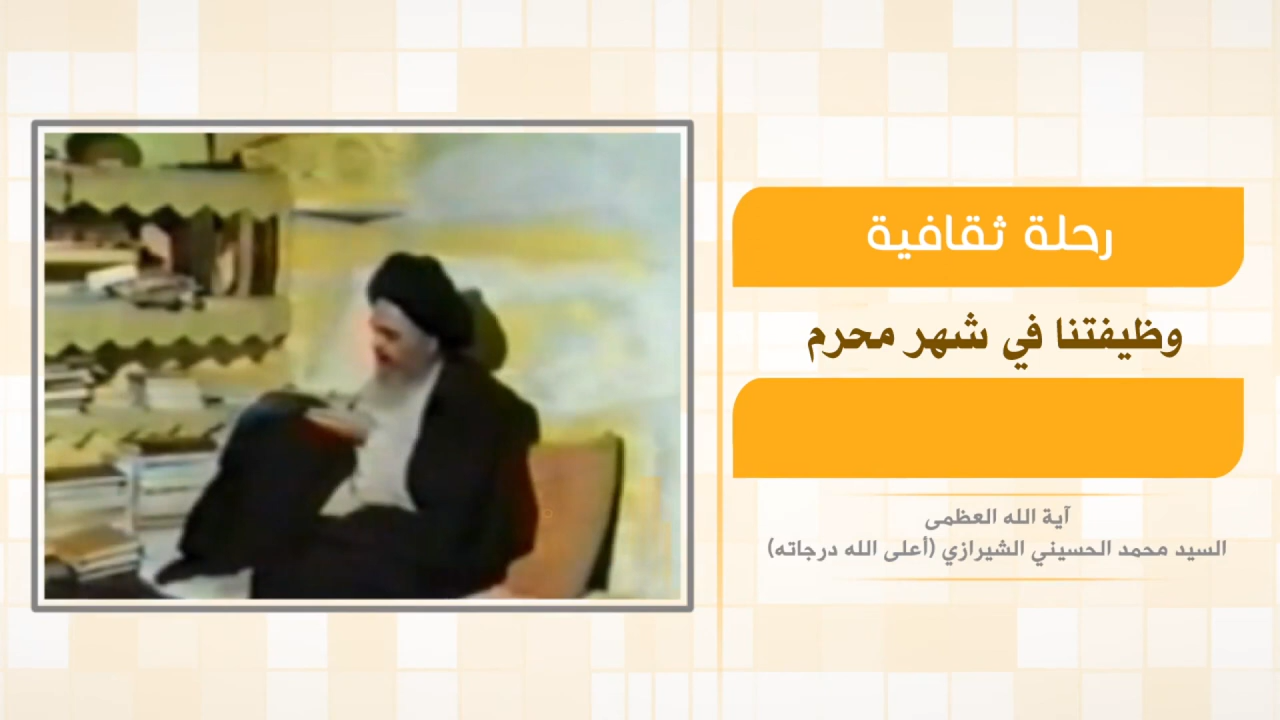 رحلة ثقافية
وظيفتنا في شهر محرم
آية الله العظمى
السيد محمد الحسيني الشيرازي (أعلى الله درجاته)